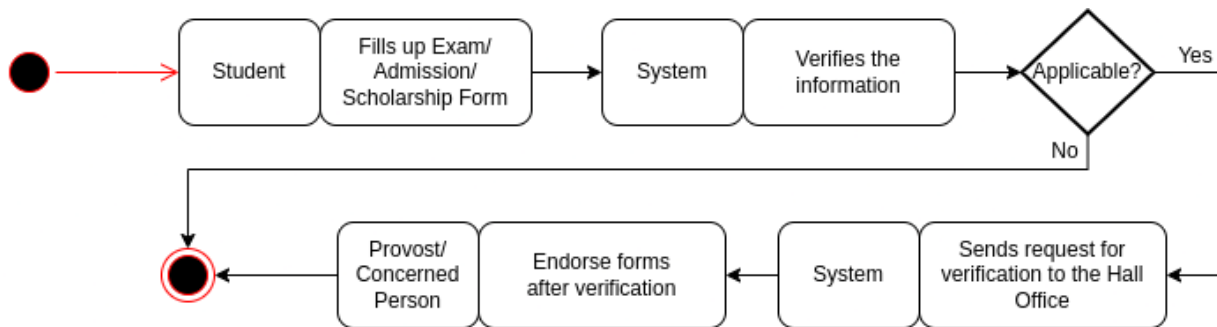 Student
Fills up Exam/
Admission/
Scholarship Form
System
Verifies the
information
Applicable?
Yes
No
Provost/
Concerned
Person
Endorse forms
after verification
System
Sends request for
verification to the Hall
Office